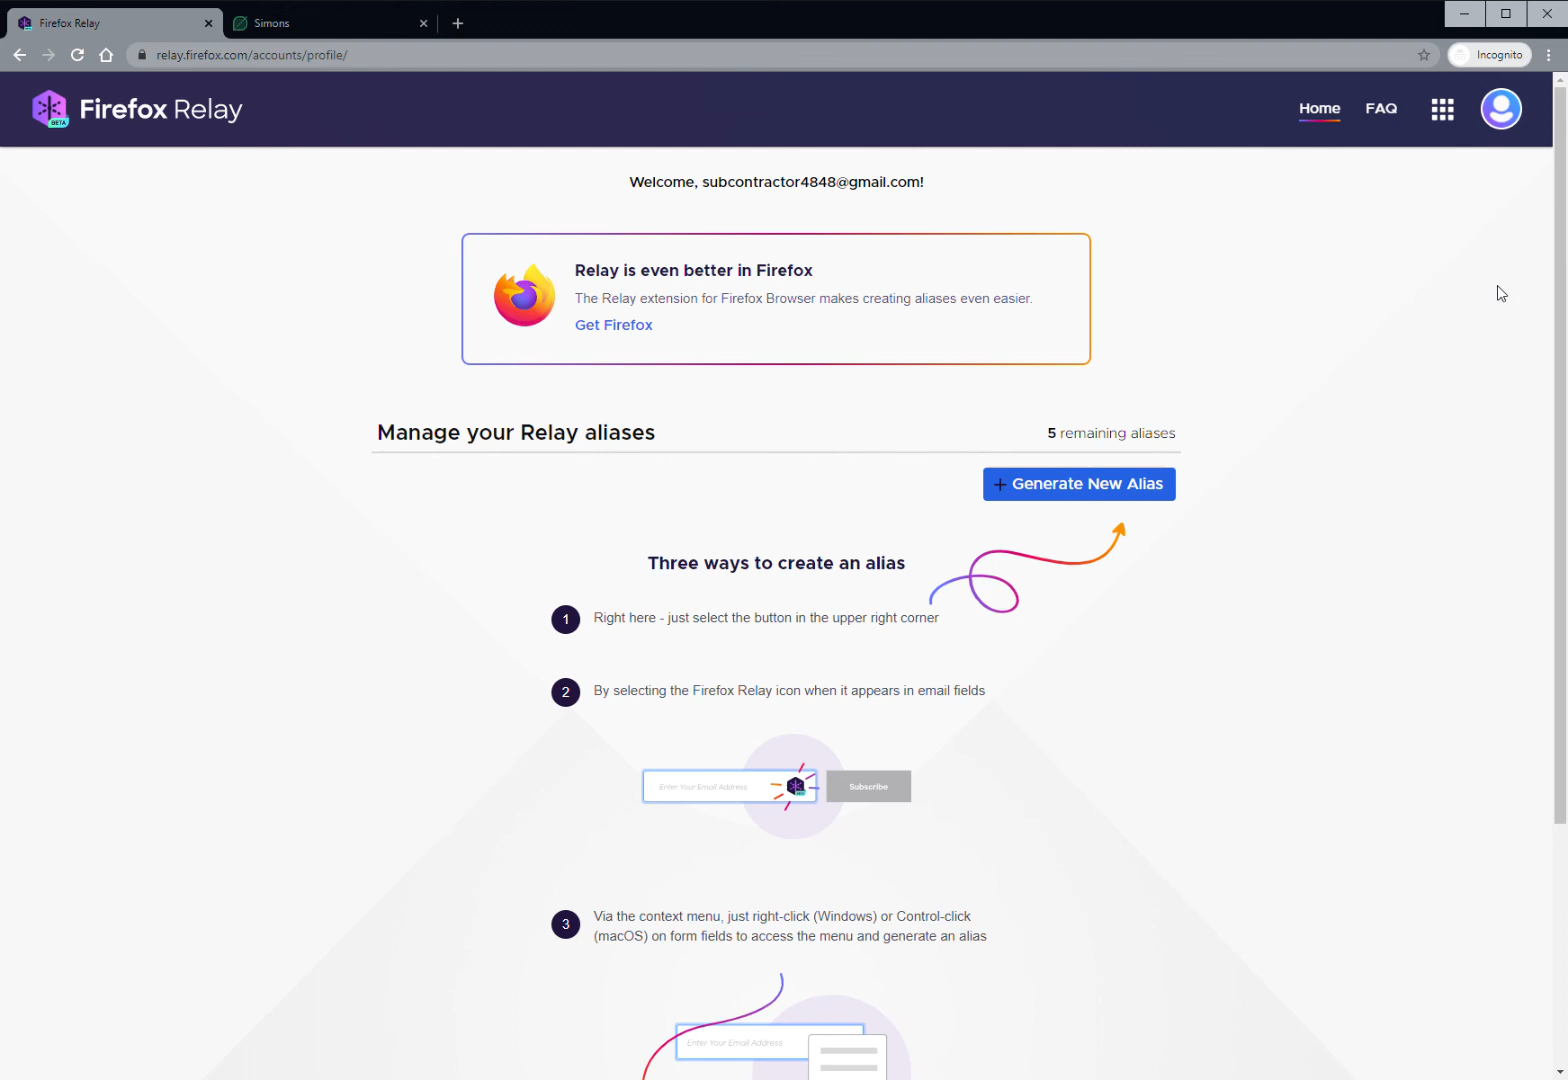 Firefox Relay
Simons
relay.firefox.com/accounts/profile/
Incognito
Firefox Relay
BETA
Home
FAQ
Welcome, subcontractor4848@gmail.com!
Relay is even better in Firefox
The Relay extension for Firefox Browser makes creating aliases even easier.
Get Firefox
Manage your Relay aliases
5 remaining aliases
+ Generate New Alias
Three ways to create an alias
1 Right here - just select the button in the upper right corner
2 By selecting the Firefox Relay icon when it appears in email fields
Enter Your Email Address
Subscribe
3 Via the context menu, just right-click (Windows) or Control-click
(macOS) on form fields to access the menu and generate an alias
Enter Your Email Address